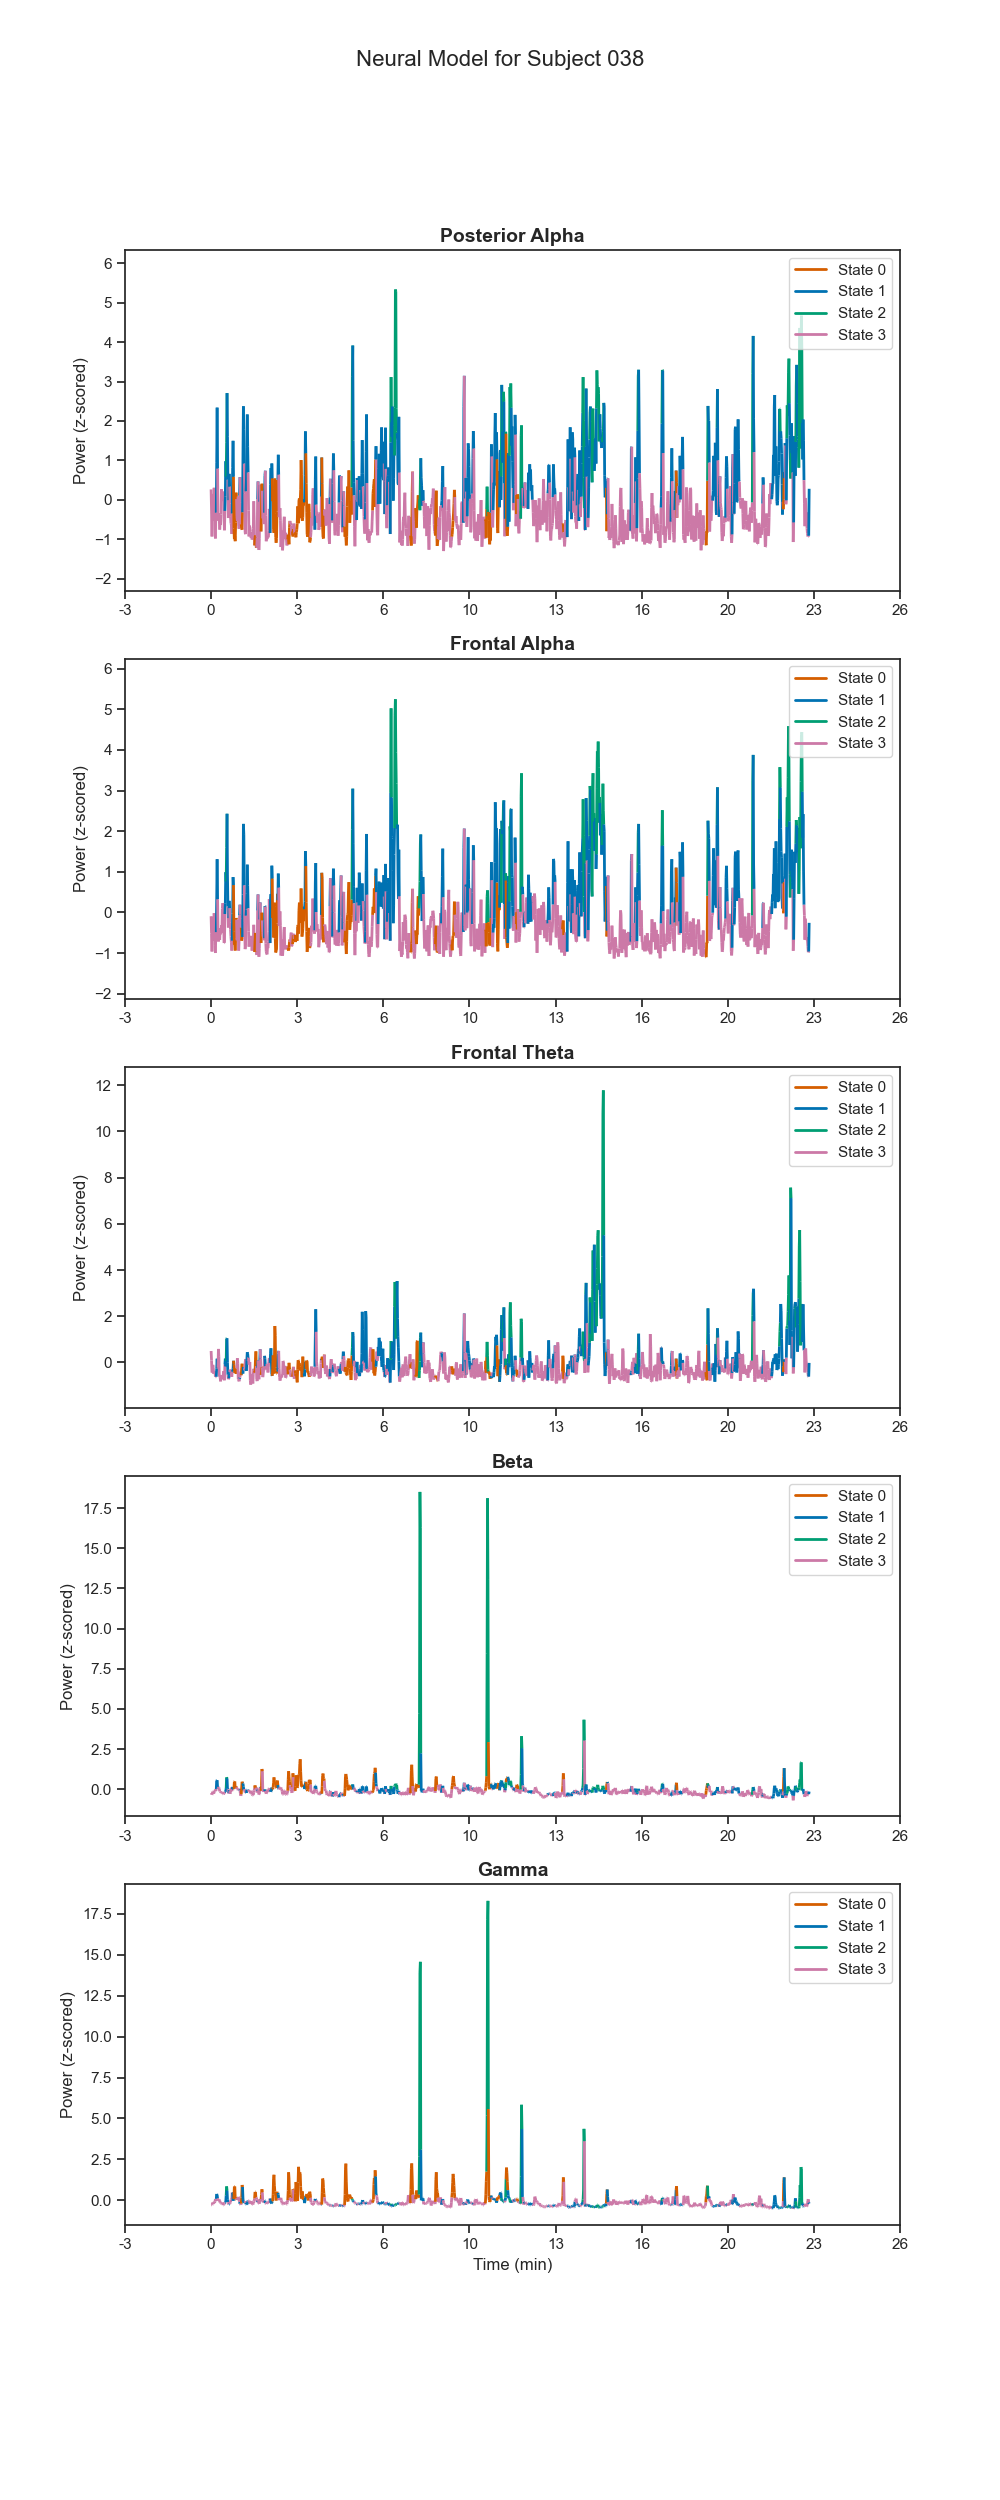 Neural Model for Subject 038
Posterior Alpha
Power (z-scored)
6
5
4
3
2
1
0
−1
−2
-3 0 3 6 10 13 16 20 23 26
State 0
State 1
State 2
State 3
Frontal Alpha
Power (z-scored)
6
5
4
3
2
1
0
−1
−2
-3 0 3 6 10 13 16 20 23 26
State 0
State 1
State 2
State 3
Frontal Theta
Power (z-scored)
12
10
8
6
4
2
0
-3 0 3 6 10 13 16 20 23 26
State 0
State 1
State 2
State 3
Beta
Power (z-scored)
17.5
15.0
12.5
10.0
7.5
5.0
2.5
0.0
-3 0 3 6 10 13 16 20 23 26
State 0
State 1
State 2
State 3
Gamma
Power (z-scored)
17.5
15.0
12.5
10.0
7.5
5.0
2.5
0.0
-3 0 3 6 10 13 16 20 23 26
State 0
State 1
State 2
State 3
Time (min)